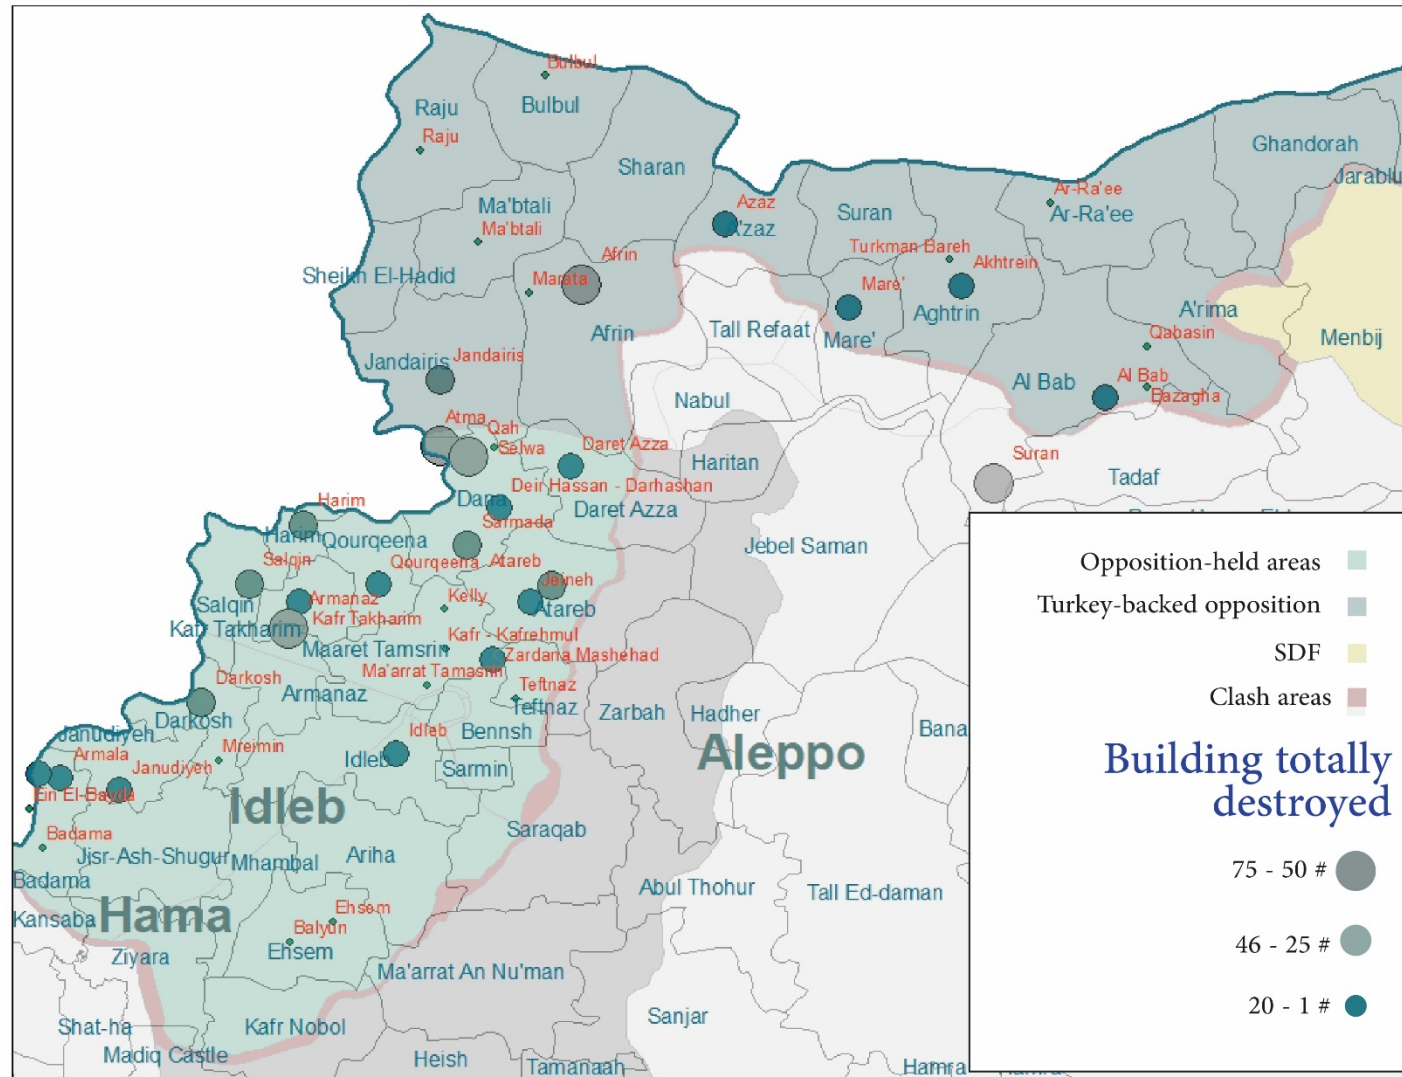 Bulbul
Raju
Bulbul
Raju
Ghandorah
Sharan
Jarablu
Ar-Ra'ee
Ma'btali
Azaz
Suran
Ar-Ra'ee
Ma'btali
A'zaz
Turkman Bareh
Afrin
Akhtrein
Sheikh El-Hadid
Marata
Mare'
A'rima
Aghtrin
Afrin
Tall Refaat
Mare'
Qabasin
Menbij
Jandairis
Jandairis
Al Bab
Al Bab
Bazagha
Nabul
Atma
Qah
Selwa
Daret Azza
Suran
Haritan
Tadaf
Deir Hassan - Darhashan
Dana
Harim
Daret Azza
Sarmada
Harim
Qourqeena
Jebel Saman
Salqin
Qourqeena
Atareb
Jeineh
Kelly
Armanaz
Salqin
Atareb
Kafr Takharim
Kafr Takharim
Kafr - Kafrehmul
Maaret Tamsrin
Zardana Mashehad
Ma'arrat Tamasrin
Darkosh
Teftnaz
Armanaz
Teftnaz
Darkosh
Zarbah
Hadher
Janudiyeh
Idleb
Bennsh
Bana
Mreimin
Armala
Aleppo
Idleb
Janudiyeh
Sarmin
Ein El-Bayda
Idleb
Badama
Saraqab
Jisr-Ash-Shugur
Mhambal
Ariha
Badama
Abul Thohur
Tall Ed-daman
Kansaba
Hama
Ehsem
Balyun
Ehsem
Ziyara
Ma'arrat An Nu'man
Sanjar
Shat-ha
Kafr Nobol
Madiq Castle
Heish
Tamanaah
Hamra
Opposition-held areas
Turkey-backed opposition
SDF
Clash areas
Building totally
destroyed
75 - 50 #
46 - 25 #
20 - 1 #